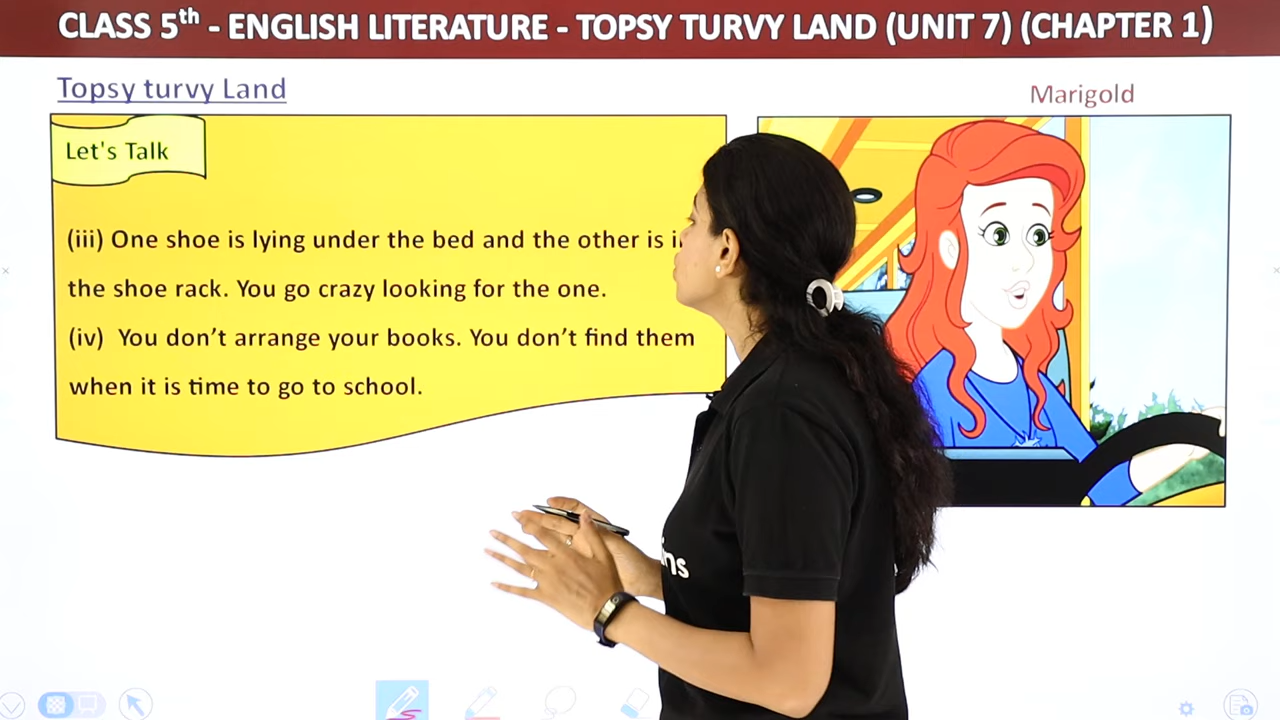 CLASS 5th - ENGLISH LITERATURE - TOPSY TURVY LAND (UNIT 7) (CHAPTER 1)
Topsy turvy Land
Marigold
Let's Talk
(iii) One shoe is lying under the bed and the other is
the shoe rack. You go crazy looking for the one.
(iv) You don't arrange your books. You don't find them
when it is time to go to school.